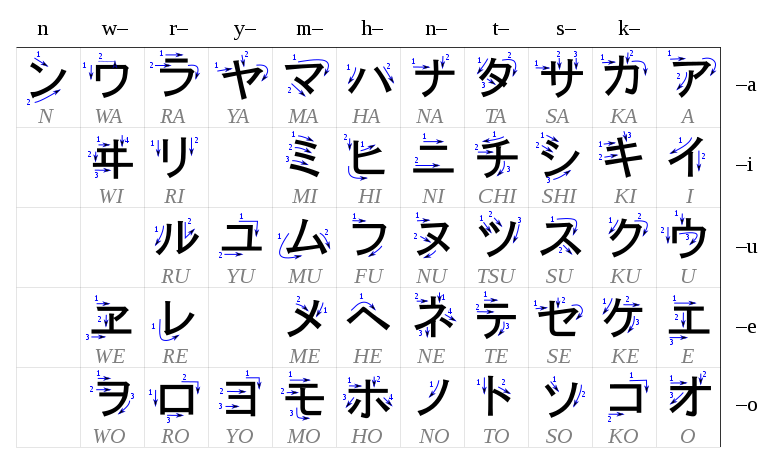 n w– r– y– m– h– n– t– s– k–
ン ワ ラ ヤ マ ハ ナ タ サ カ ア –a
N WA RA YA MA HA NA TA SA KA A
ヰ リ ミ ヒ ニ チ シ キ イ –i
WI RI MI HI NI CHI SHI KI I
ル ユ ム フ ヌ ツ ス ク ウ –u
RU YU MU FU NU TSU SU KU U
ヱ レ メ ヘ ネ テ セ ケ エ –e
WE RE ME HE NE TE SE KE E
ヲ ロ ヨ モ ホ ノ ト ソ コ オ –o
WO RO YO MO HO NO TO SO KO O